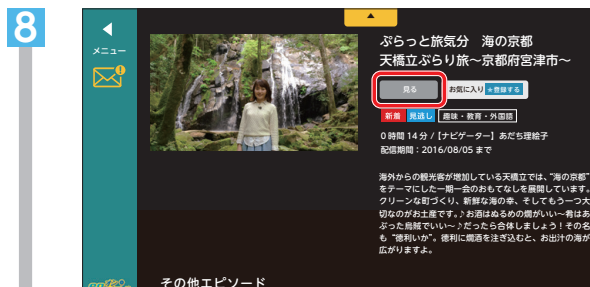 8
メニュー
ぷらっと旅気分 海の京都
天橋立ぶらり旅~京都府宮津市~
見る
お気に入り ★登録する
新着 見逃し 趣味・教育・外国語
0時間14分/【ナビゲーター】あだち理絵子
配信期間:2016/08/05 まで
海外からの観光客が増加している天橋立では、“海の京都”
をテーマにした一期一会のおもてなしを展開しています。
クリーンな町づくり、新鮮な海の幸、そしてもう一つ大
切なのがお土産です。♪お酒はぬるめの燗がいい~肴はあ
ぶった烏賊でいい~♪だったら合体しましょう!その名
も“徳利いか”。徳利に燗酒を注ぎ込むと、お出汁の海が
広がりますよ。
その他エピソード